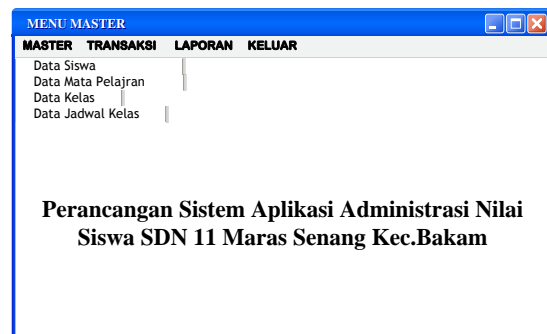 MENU MASTER
MASTER TRANSAKSI LAPORAN KELUAR
Data Siswa
Data Mata Pelajran
Data Kelas
Data Jadwal Kelas
Perancangan Sistem Aplikasi Administrasi Nilai
Siswa SDN 11 Maras Senang Kec.Bakam